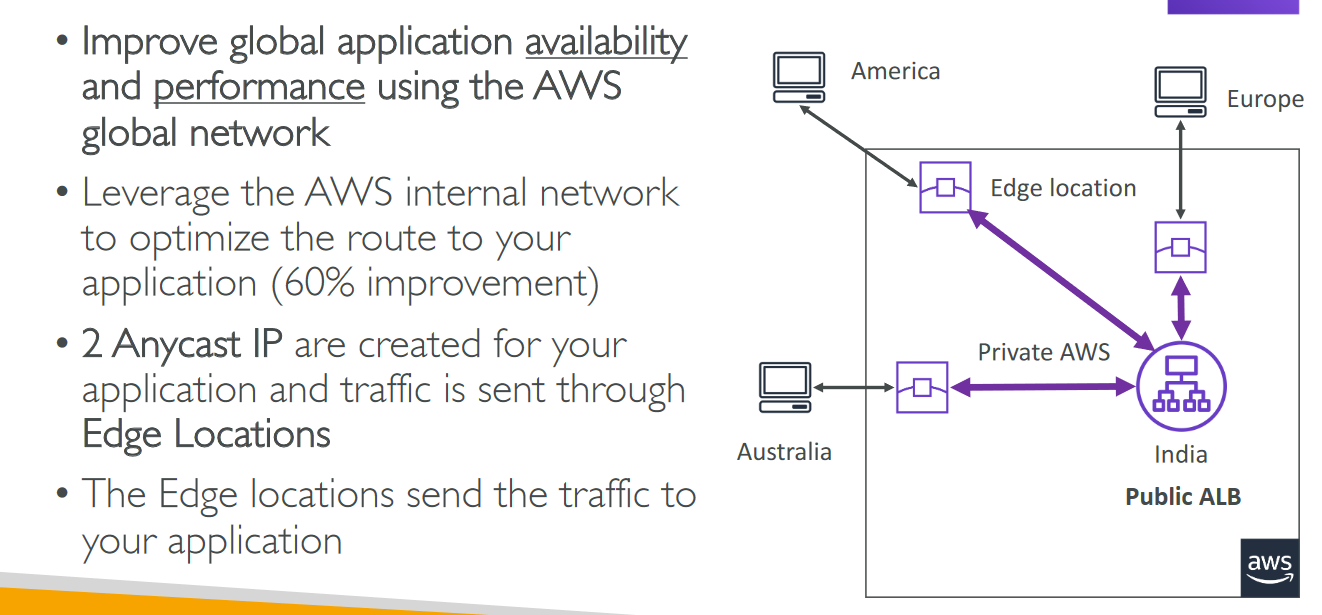 • Improve global application availability
and performance using the AWS
global network
• Leverage the AWS internal network
to optimize the route to your
application (60% improvement)
• 2 Anycast IP are created for your
application and traffic is sent through
Edge Locations
• The Edge locations send the traffic to
your application
America
Europe
Edge location
Private AWS
Australia
India
Public ALB
aws